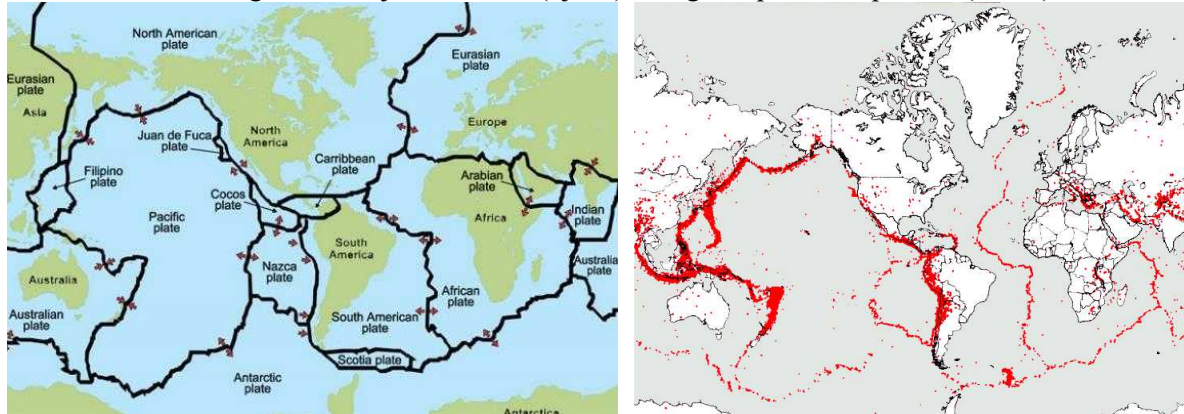 North American
plate
Eurasian
plate
Eurasian
plate
Asia
Europe
Juan de Fuca
plate
North
America
Carribbean
plate
Arabian
plate
Filipino
plate
Cocos
plate
Africa
Indian
plate
Pacific
plate
South
America
Australia
Nazca
plate
Australia
plate
African
plate
Australian
plate
South American
plate
Scotia plate
Antarctic
plate
Antarctica